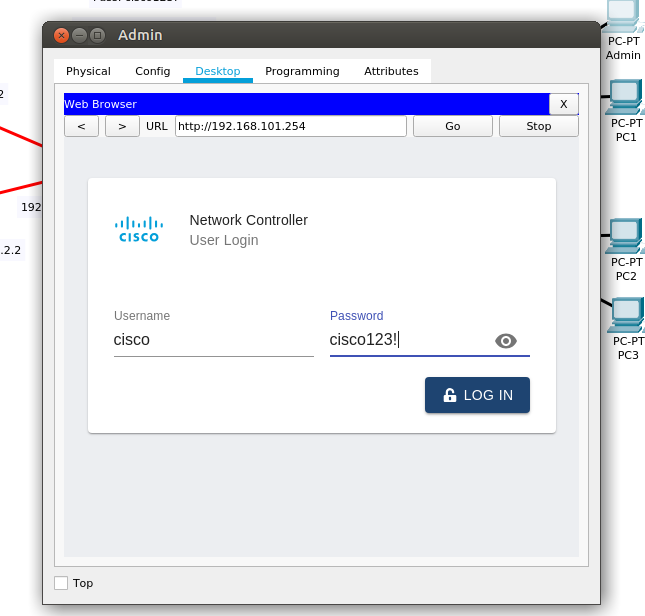 Admin
Physical Config Desktop Programming Attributes
Web Browser X
< > URL http://192.168.101.254 Go Stop
CISCO
Network Controller
User Login
Username Password
cisco cisco123!
LOG IN
Top
2
192
.2.2
PC-PT
Admin
PC-PT
PC1
PC-PT
PC2
PC-PT
PC3